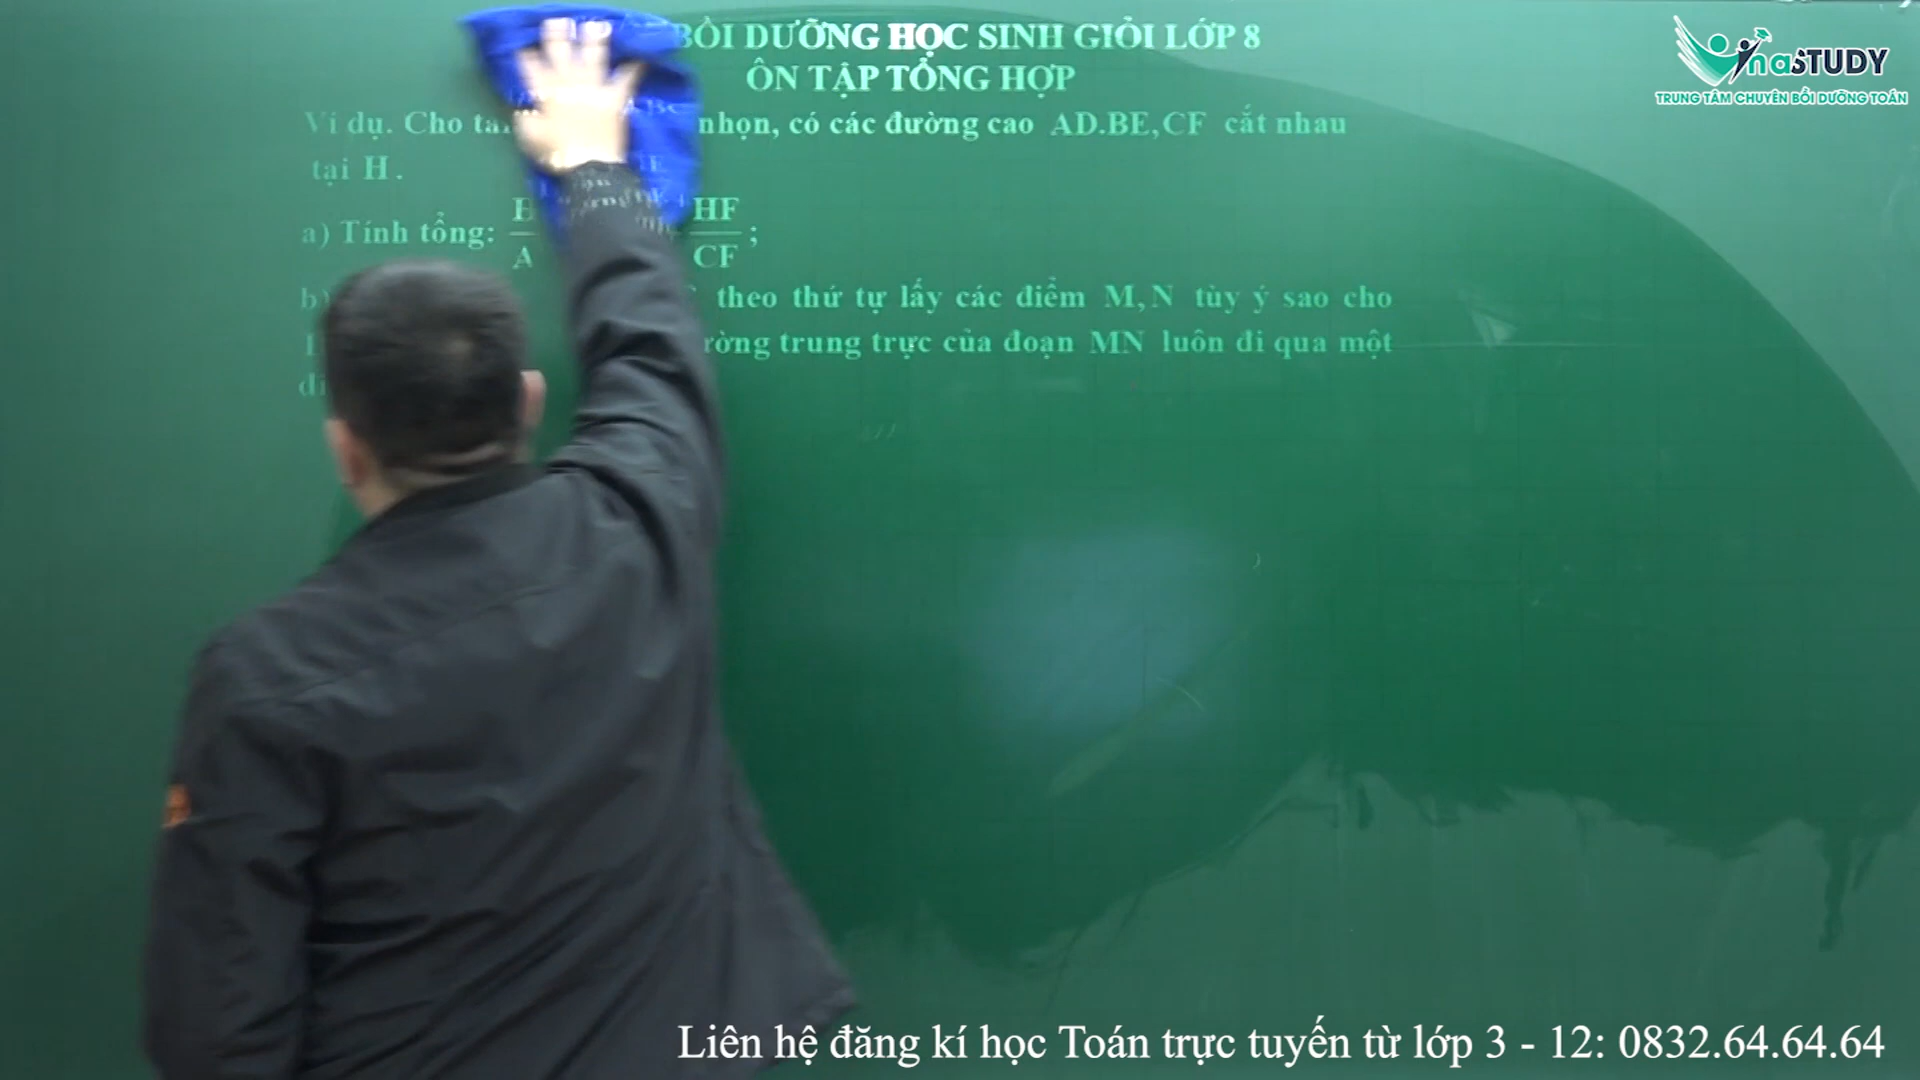 BỒI DƯỠNG HỌC SINH GIỎI LỚP 8
ÔN TẬP TỔNG HỢP
Ví dụ. Cho ta nhọn, có các đường cao AD.BE,CF cắt nhau
tại H.
a) Tính tổng: HF/CF ;
b) theo thứ tự lấy các điểm M,N tùy ý sao cho
trung trực của đoạn MN luôn đi qua một
naSTUDY
TRUNG TÂM CHUYÊN BỒI DƯỠNG TOÁN
Liên hệ đăng kí học Toán trực tuyến từ lớp 3 - 12: 0832.64.64.64